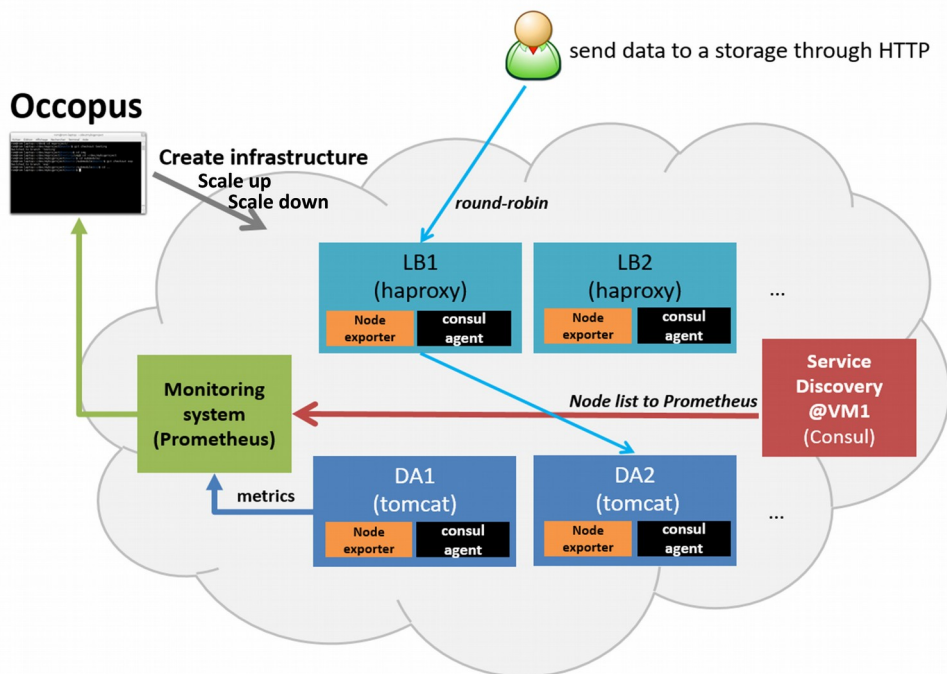 send data to a storage through HTTP
Occopus
Create infrastructure
Scale up
Scale down
round-robin
LB1
(haproxy)
Node
exporter
consul
agent
LB2
(haproxy)
Node
exporter
consul
agent
...
Service
Discovery
@VM1
(Consul)
Node list to Prometheus
Monitoring
system
(Prometheus)
metrics
DA1
(tomcat)
Node
exporter
consul
agent
DA2
(tomcat)
Node
exporter
consul
agent
...